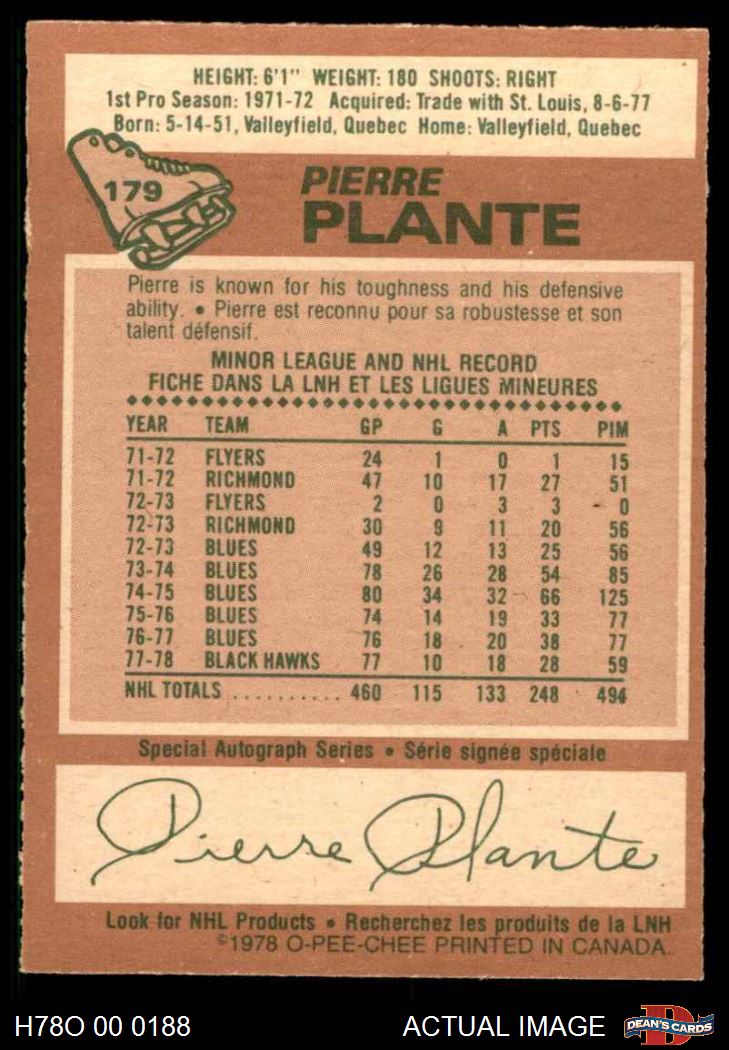 HEIGHT: 6'1" WEIGHT: 180 SHOOTS: RIGHT
1st Pro Season: 1971-72 Acquired: Trade with St. Louis, 8-6-77
Born: 5-14-51, Valleyfield, Quebec Home: Valleyfield, Quebec
179
PIERRE
PLANTE
Pierre is known for his toughness and his defensive
ability. • Pierre est reconnu pour sa robustesse et son
talent défensif.
MINOR LEAGUE AND NHL RECORD
FICHE DANS LA LNH ET LES LIGUES MINEURES
YEAR TEAM GP G A PTS PIM
71-72 FLYERS 24 1 0 1 15
71-72 RICHMOND 47 10 17 27 51
72-73 FLYERS 2 0 3 3 0
72-73 RICHMOND 30 9 11 20 56
72-73 BLUES 49 12 13 25 56
73-74 BLUES 78 26 28 54 85
74-75 BLUES 80 34 32 66 125
75-76 BLUES 74 14 19 33 77
76-77 BLUES 76 18 20 38 77
77-78 BLACK HAWKS 77 10 18 28 59
NHL TOTALS .......... 460 115 133 248 494
Special Autograph Series • Série signée spéciale
Pierre Plante
Look for NHL Products • Recherchez les produits de la LNH
©1978 O-PEE-CHEE PRINTED IN CANADA.
H78O 00 0188 ACTUAL IMAGE DEAN'S CARDS